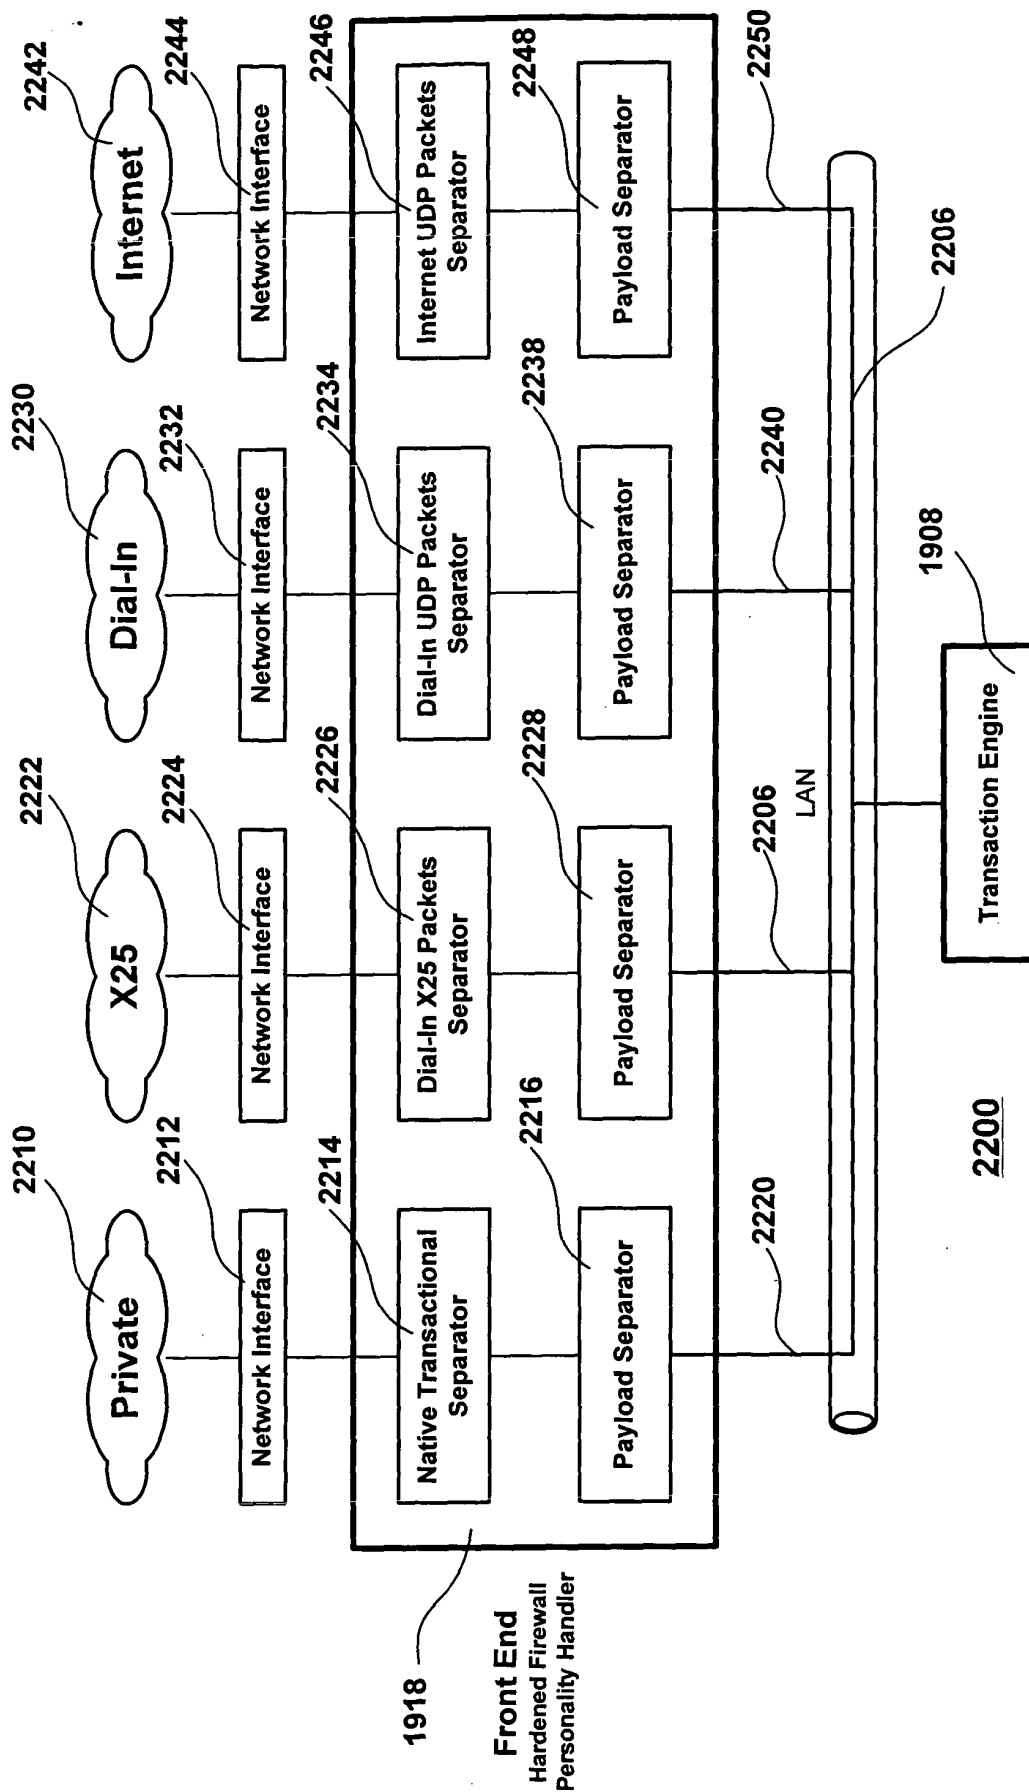 2210
Private
2212
Network Interface
2214
Native Transactional
Separator
2216
Payload Separator
2220
2222
X25
2224
Network Interface
2226
Dial-In X25 Packets
Separator
2228
Payload Separator
2206
2230
Dial-In
2232
Network Interface
2234
Dial-In UDP Packets
Separator
2238
Payload Separator
2240
2242
Internet
2244
Network Interface
2246
Internet UDP Packets
Separator
2248
Payload Separator
2250
1918
Front End
Hardened Firewall
Personality Handler
LAN
2206
Transaction Engine
1908
2200